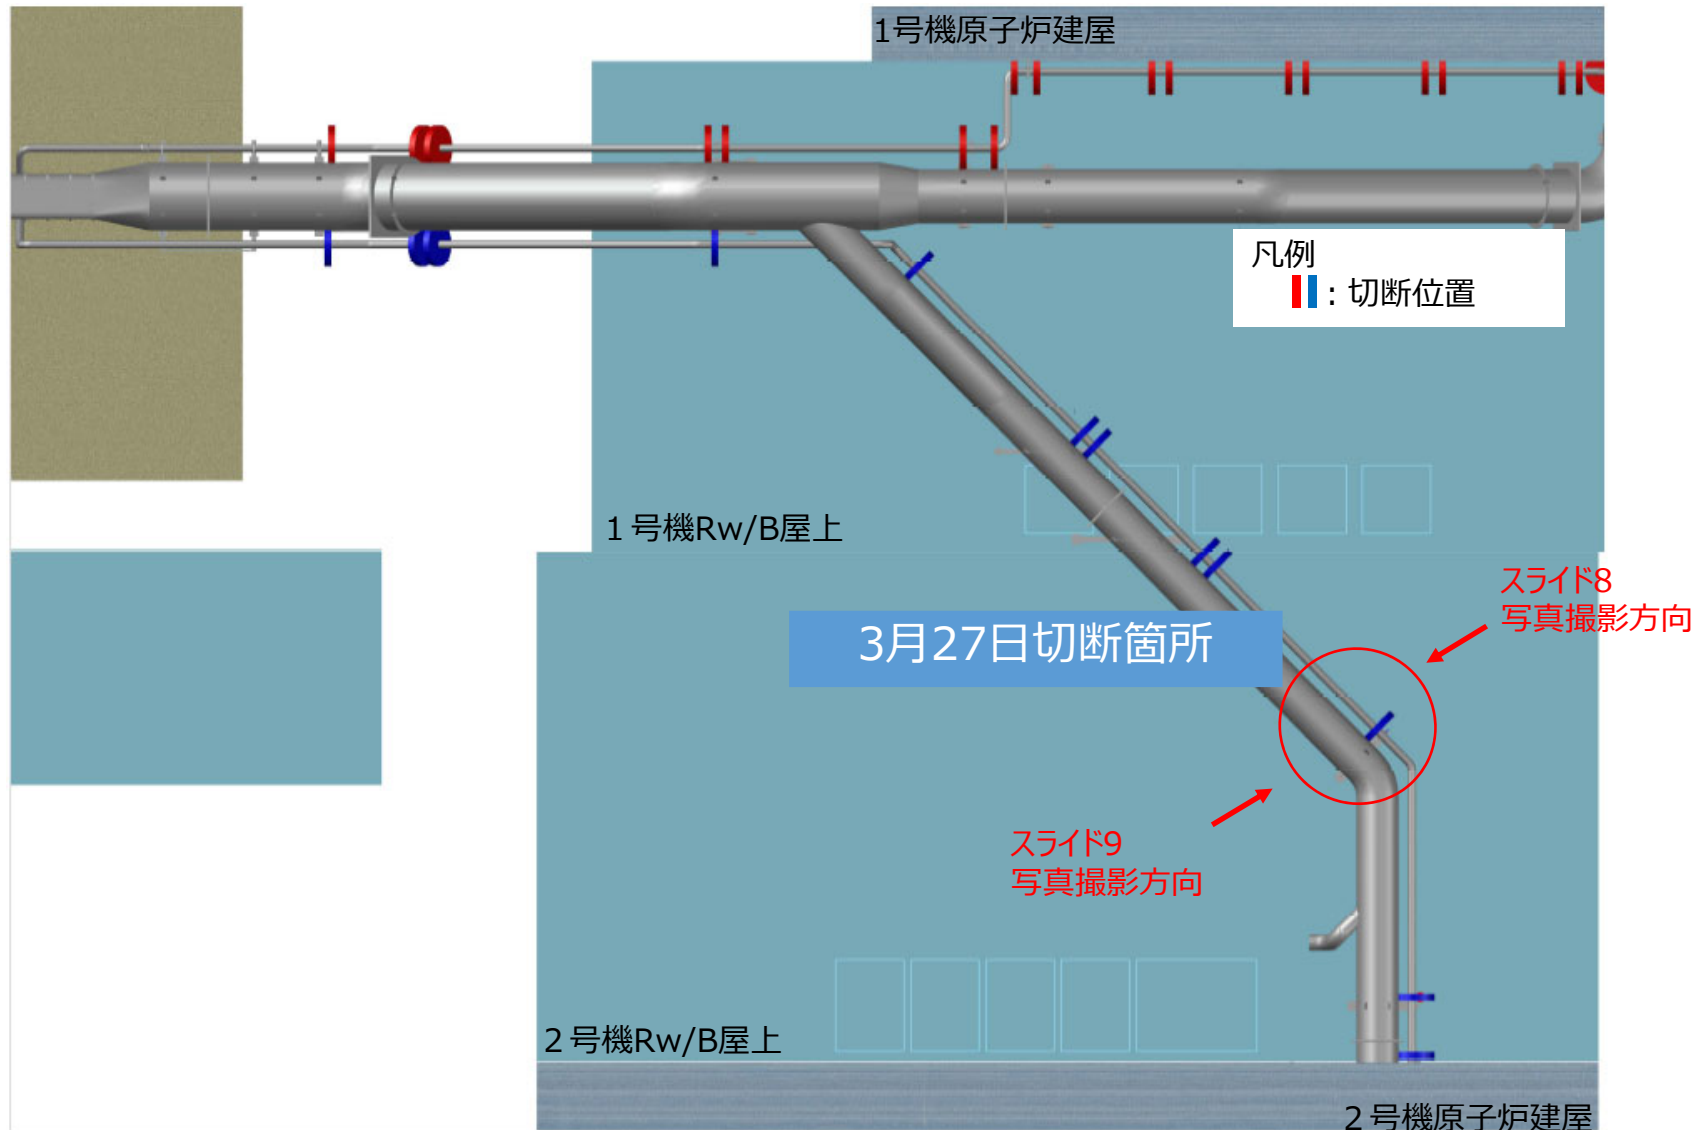 1号機原子炉建屋
凡例
：切断位置
１号機Rw/B屋上
スライド8
写真撮影方向
3月27日切断箇所
スライド9
写真撮影方向
２号機Rw/B屋上
２号機原子炉建屋